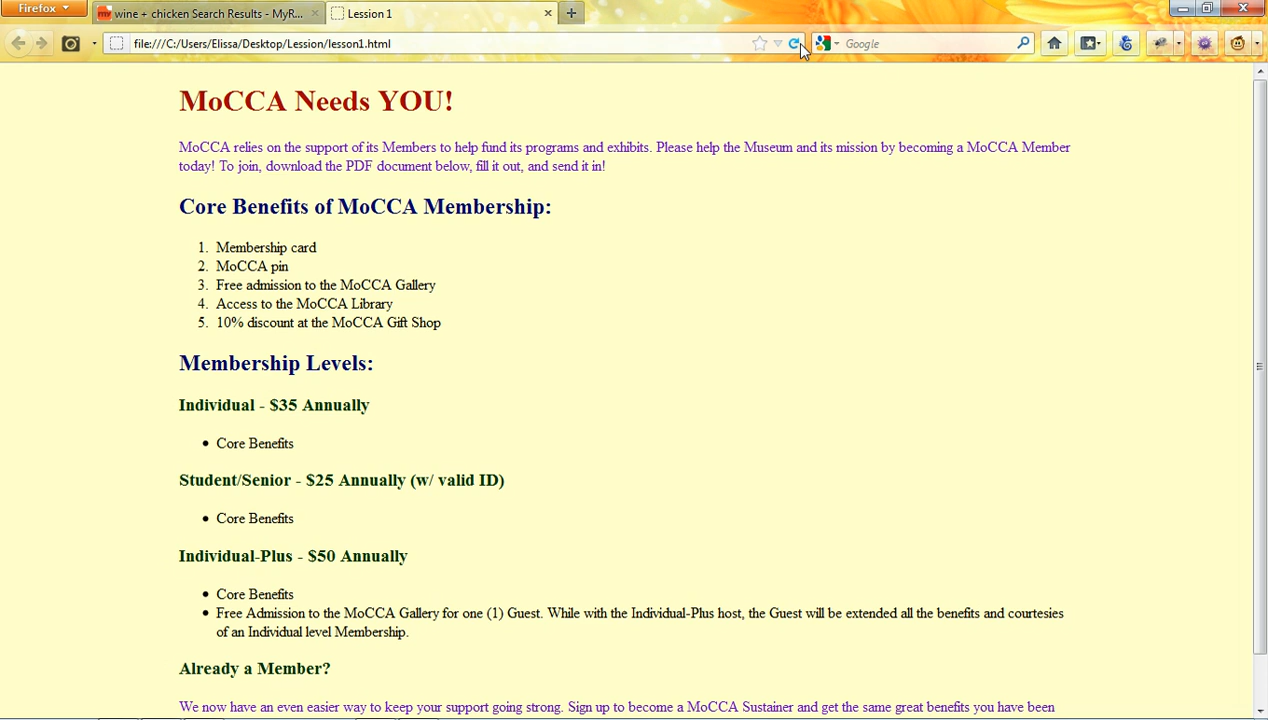 Firefox
wine + chicken Search Results - MyR...
Lession 1
file:///C:/Users/Elissa/Desktop/Lession/lesson1.html
Google
MoCCA Needs YOU!
MoCCA relies on the support of its Members to help fund its programs and exhibits. Please help the Museum and its mission by becoming a MoCCA Member
today! To join, download the PDF document below, fill it out, and send it in!
Core Benefits of MoCCA Membership:
1. Membership card
2. MoCCA pin
3. Free admission to the MoCCA Gallery
4. Access to the MoCCA Library
5. 10% discount at the MoCCA Gift Shop
Membership Levels:
Individual - $35 Annually
• Core Benefits
Student/Senior - $25 Annually (w/ valid ID)
• Core Benefits
Individual-Plus - $50 Annually
• Core Benefits
• Free Admission to the MoCCA Gallery for one (1) Guest. While with the Individual-Plus host, the Guest will be extended all the benefits and courtesies
of an Individual level Membership.
Already a Member?
We now have an even easier way to keep your support going strong. Sign up to become a MoCCA Sustainer and get the same great benefits you have been